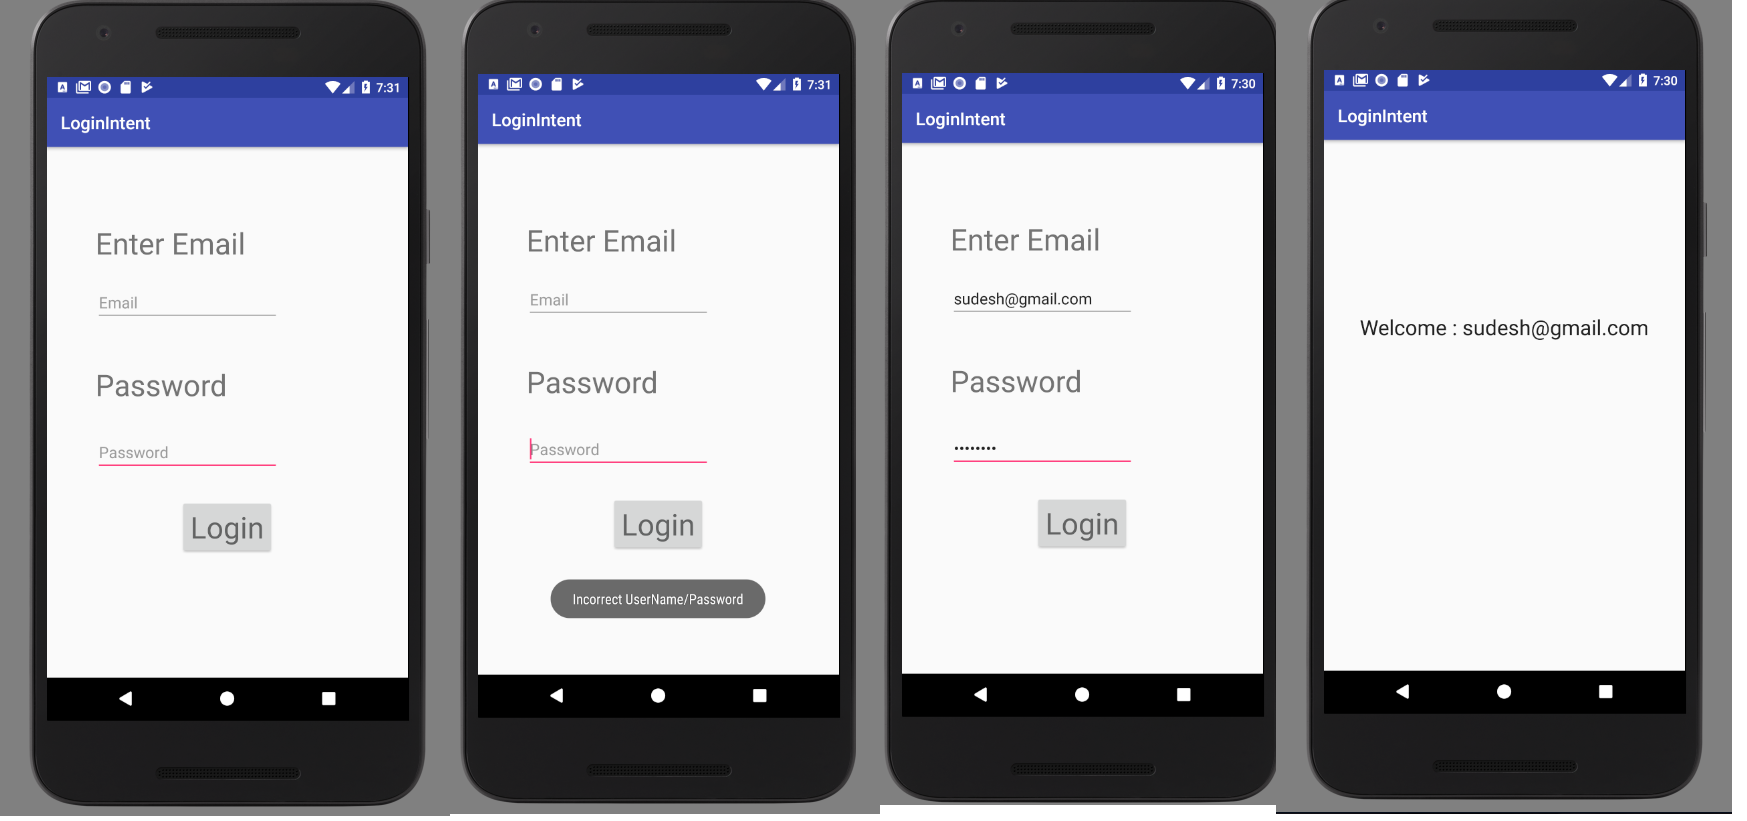 7:31
LoginIntent
Enter Email
Email
Password
Password
Login
7:31
LoginIntent
Enter Email
Email
Password
Password
Login
Incorrect UserName/Password
7:30
LoginIntent
Enter Email
sudesh@gmail.com
Password
••••••••
Login
7:30
LoginIntent
Welcome : sudesh@gmail.com